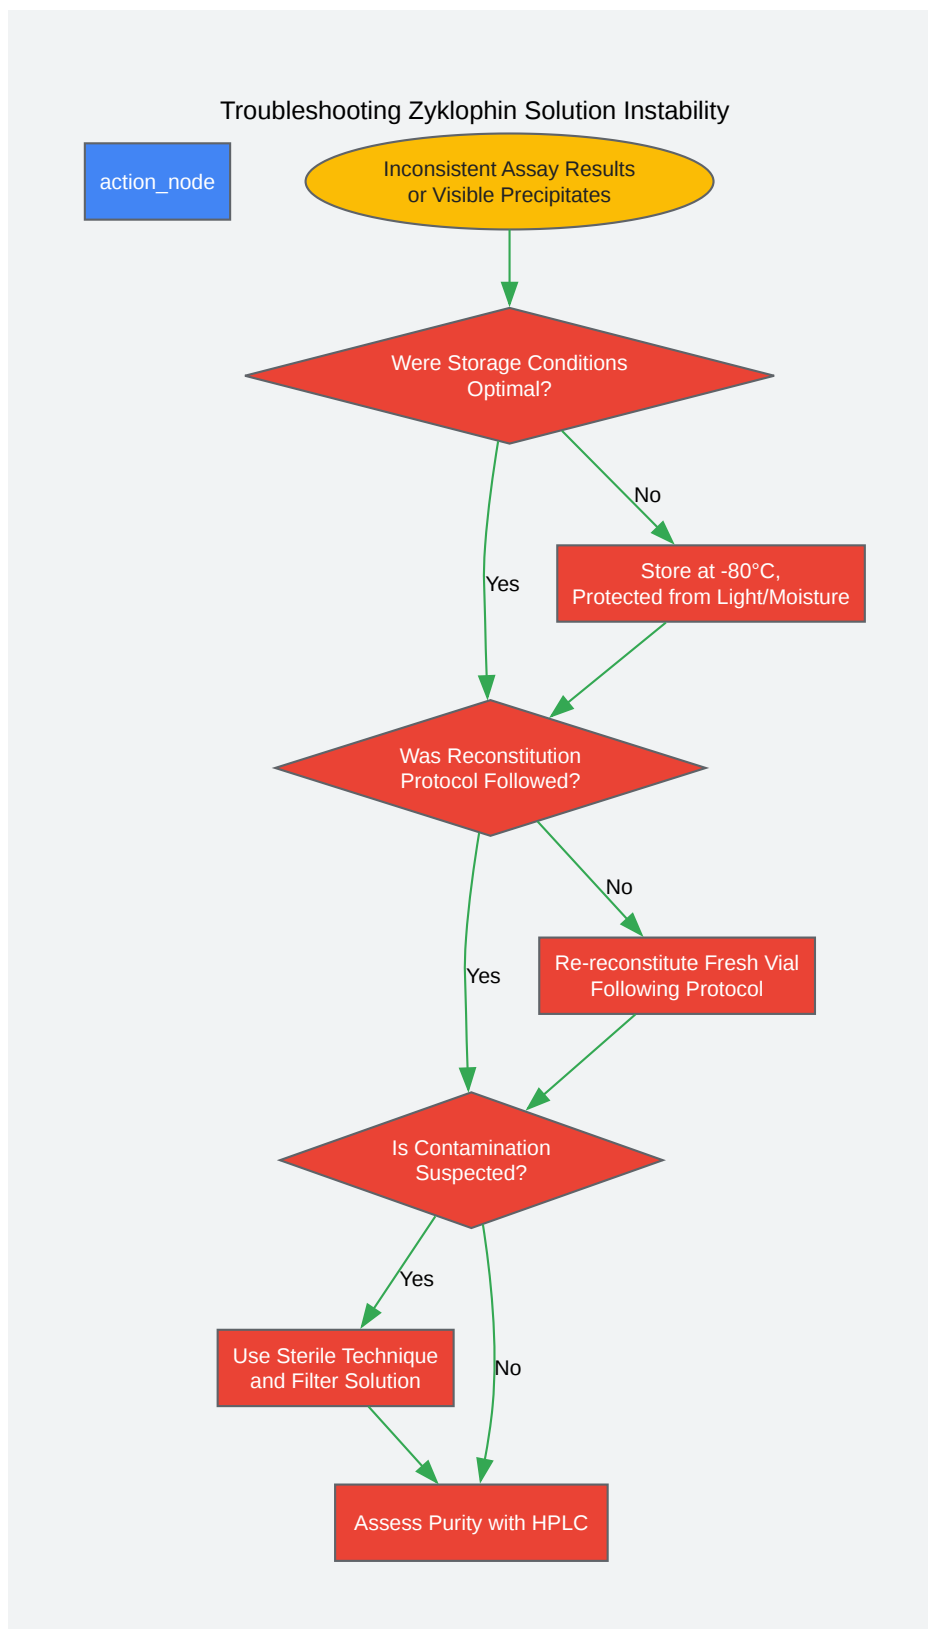 Troubleshooting Zyklophin Solution Instability
action_node
Inconsistent Assay Results
or Visible Precipitates
Were Storage Conditions
Optimal?
No
Store at -80°C,
Protected from Light/Moisture
Yes
Was Reconstitution
Protocol Followed?
No
Re-reconstitute Fresh Vial
Following Protocol
Yes
Is Contamination
Suspected?
Yes
Use Sterile Technique
and Filter Solution
No
Assess Purity with HPLC